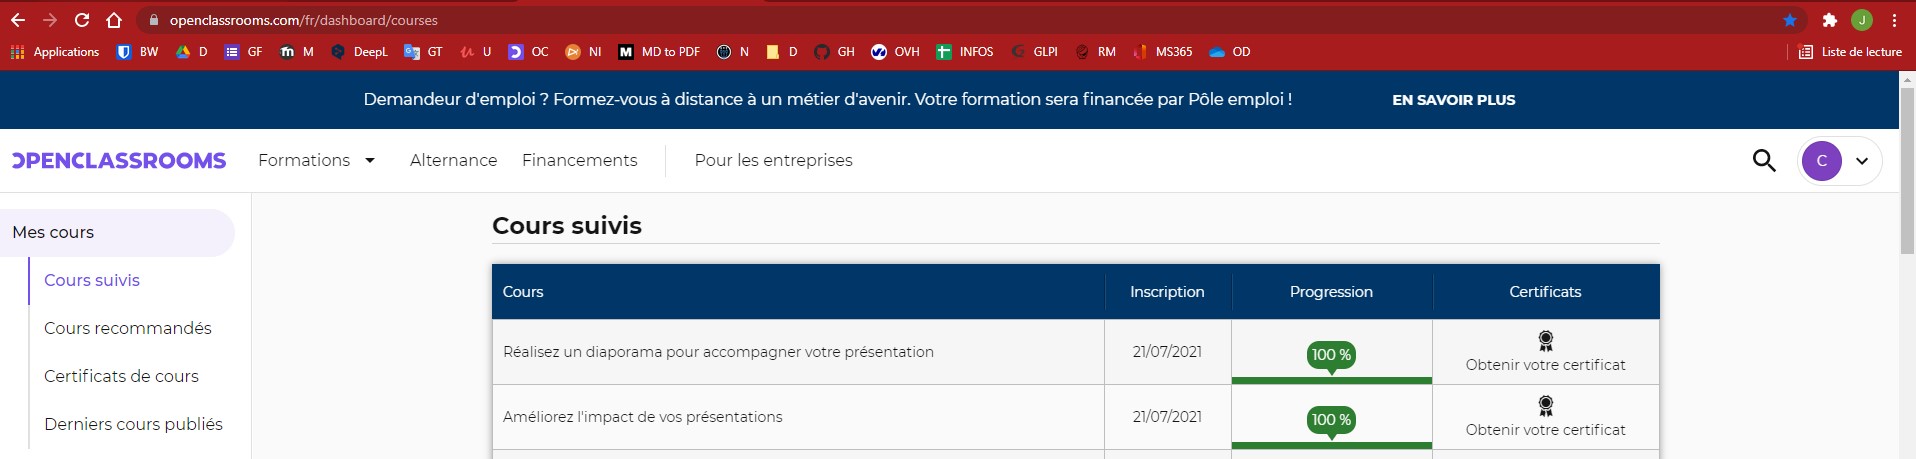 openclassrooms.com/fr/dashboard/courses J
Applications BW D GF M DeepL GT U OC NI MD to PDF N D GH OVH INFOS GLPI RM MS365 OD Liste de lecture
Demandeur d'emploi ? Formez-vous à distance à un métier d'avenir. Votre formation sera financée par Pôle emploi ! EN SAVOIR PLUS
OPENCLASSROOMS Formations Alternance Financements Pour les entreprises C
Mes cours
Cours suivis
Cours recommandés
Certificats de cours
Derniers cours publiés
Cours suivis
Cours Inscription Progression Certificats
Réalisez un diaporama pour accompagner votre présentation 21/07/2021 100 % Obtenir votre certificat
Améliorez l'impact de vos présentations 21/07/2021 100 % Obtenir votre certificat